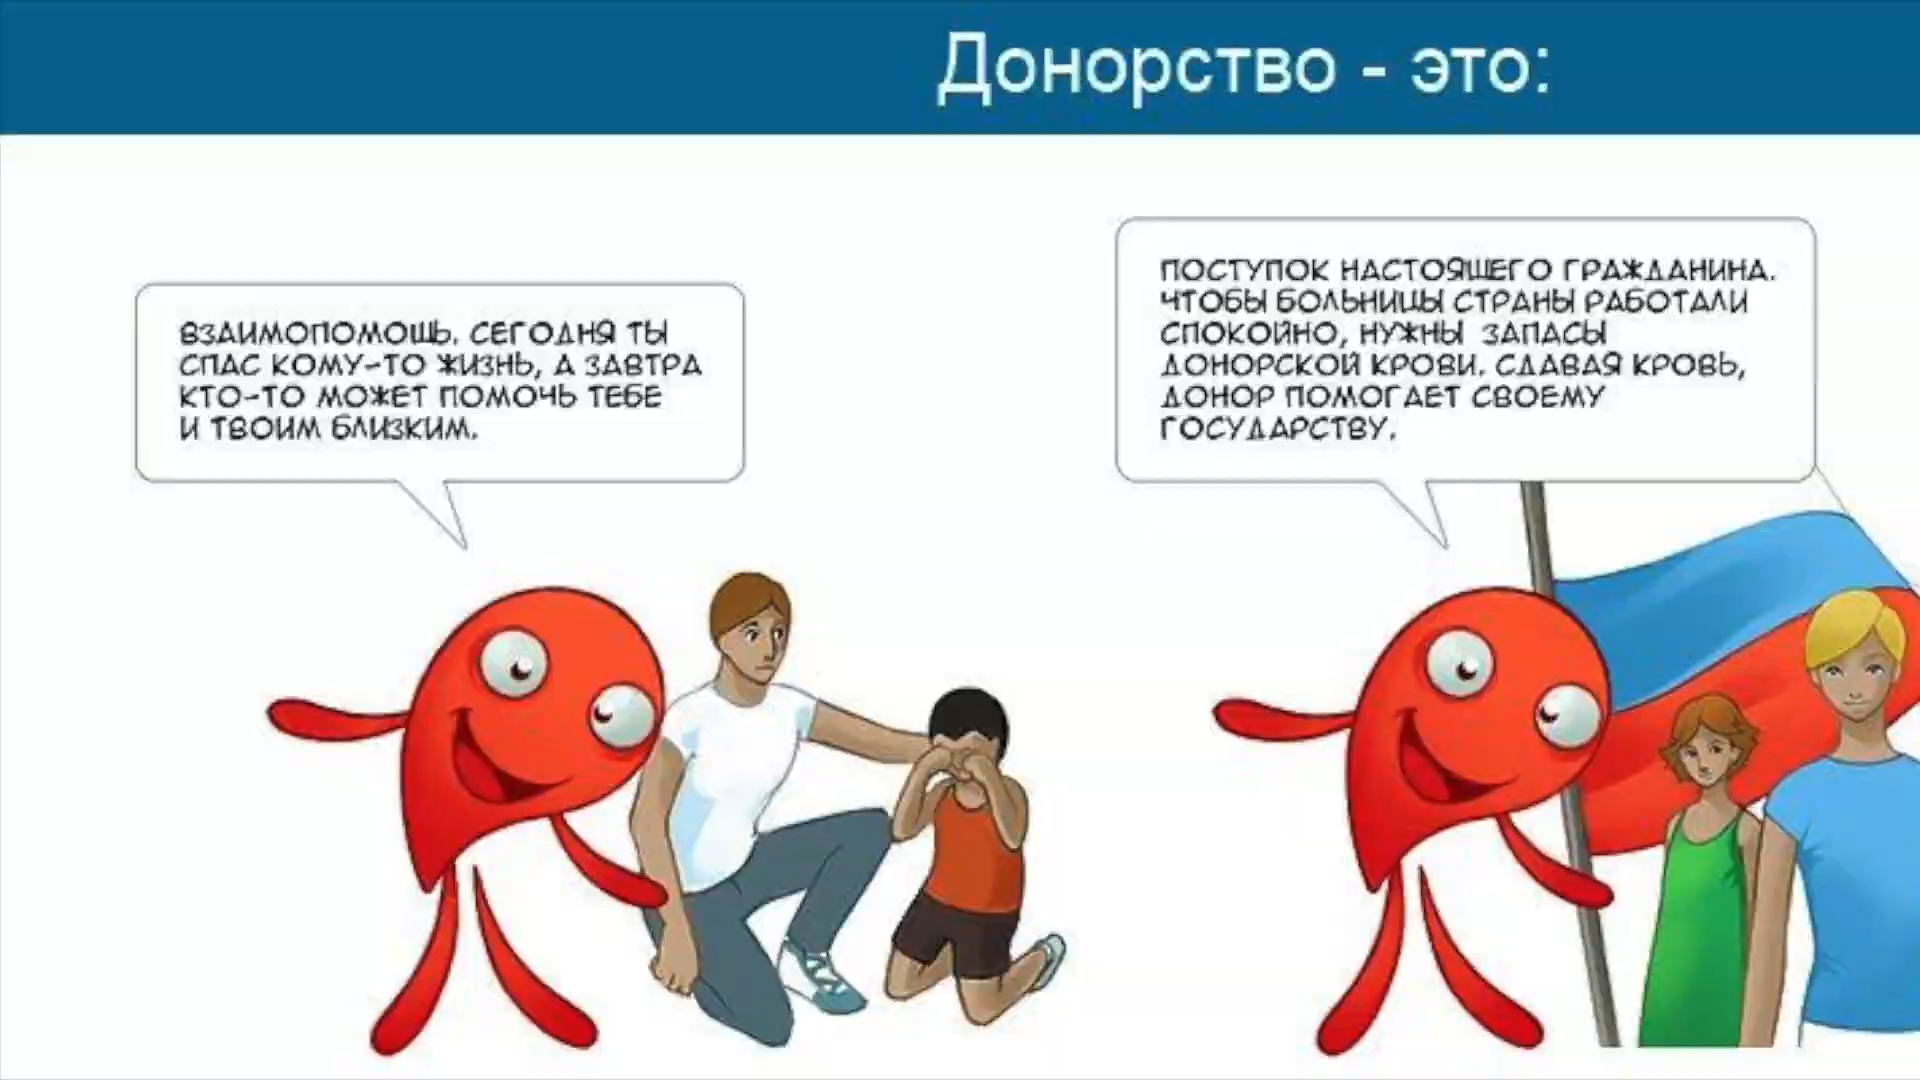 Донорство - это:
ВЗАИМОПОМОЩЬ. СЕГОДНЯ ТЫ
СПАС КОМУ-ТО ЖИЗНЬ, А ЗАВТРА
КТО-ТО МОЖЕТ ПОМОЧЬ ТЕБЕ
И ТВОИМ БЛИЗКИМ.
ПОСТУПОК НАСТОЯЩЕГО ГРАЖДАНИНА.
ЧТОБЫ БОЛЬНИЦЫ СТРАНЫ РАБОТАЛИ
СПОКОЙНО, НУЖНЫ ЗАПАСЫ
ДОНОРСКОЙ КРОВИ. СДАВАЯ КРОВЬ,
ДОНОР ПОМОГАЕТ СВОЕМУ
ГОСУДАРСТВУ.